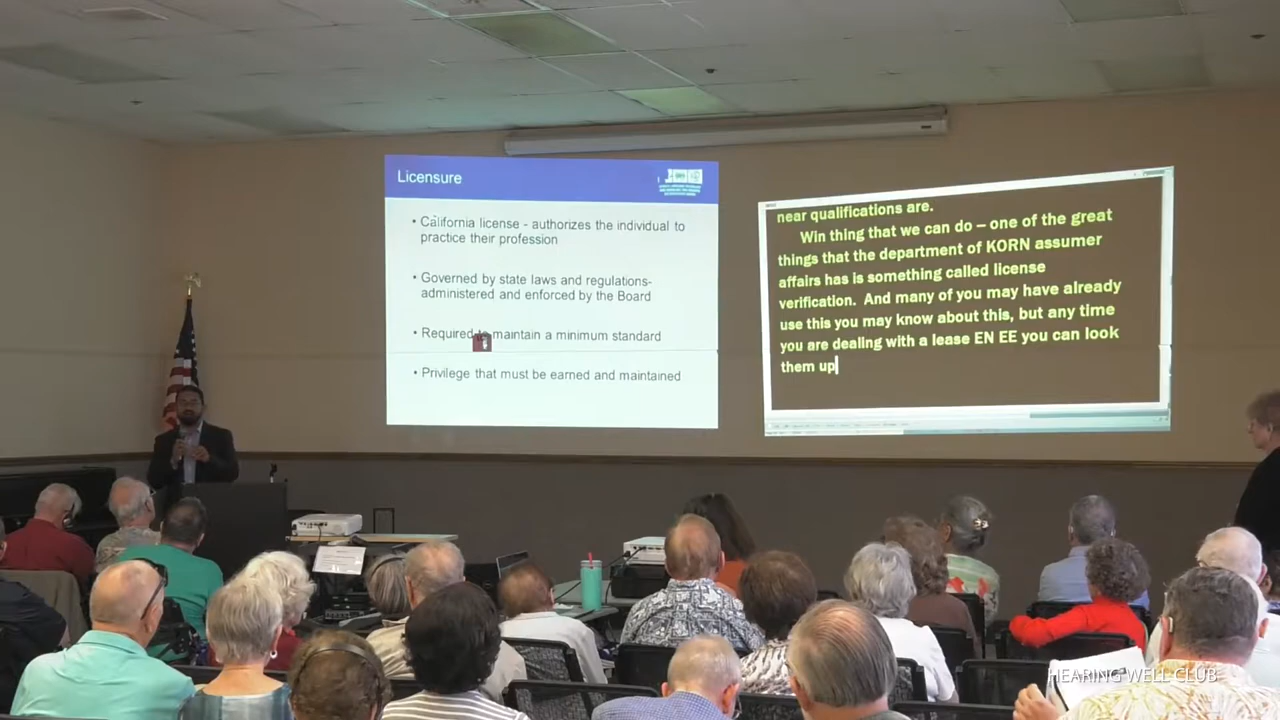 Licensure
• California license - authorizes the individual to
practice their profession
• Governed by state laws and regulations-
administered and enforced by the Board
• Required to maintain a minimum standard
• Privilege that must be earned and maintained
near qualifications are.
Win thing that we can do – one of the great
things that the department of KORN assumer
affairs has is something called license
verification. And many of you may have already
use this you may know about this, but any time
you are dealing with a lease EN EE you can look
them up
HEARING WELL CLUB